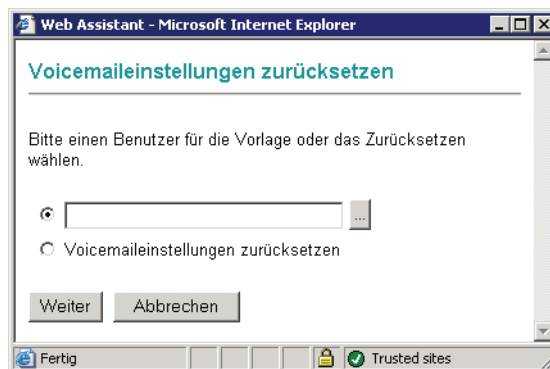 Web Assistant - Microsoft Internet Explorer
Voicemaileinstellungen zurücksetzen
Bitte einen Benutzer für die Vorlage oder das Zurücksetzen
wählen.
...
Voicemaileinstellungen zurücksetzen
Weiter Abbrechen
Fertig Trusted sites